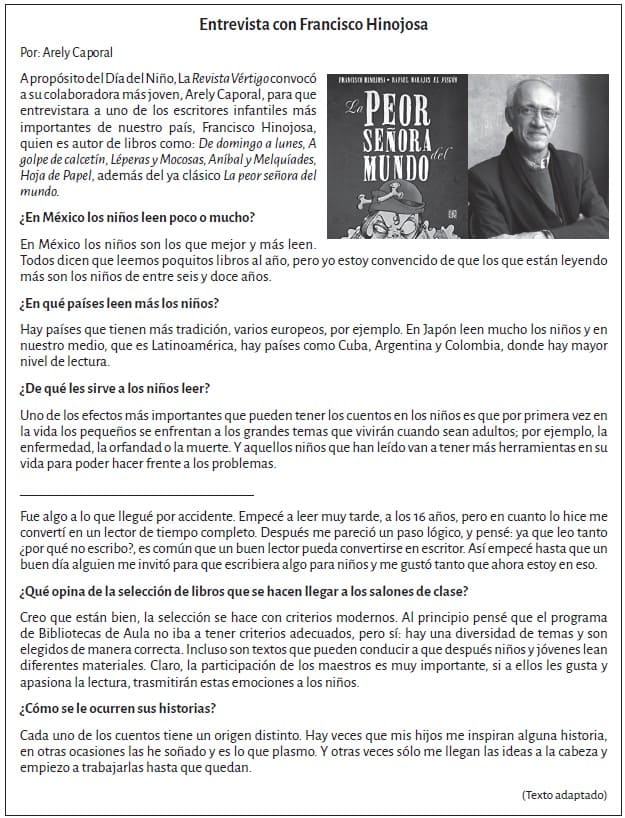 Entrevista con Francisco Hinojosa
Por: Arely Caporal
A propósito del Día del Niño, La Revista Vértigo convocó
a su colaboradora más joven, Arely Caporal, para que
entrevistara a uno de los escritores infantiles más
importantes de nuestro país, Francisco Hinojosa,
quien es autor de libros como: De domingo a lunes, A
golpe de calcetín, Léperas y Mocosas, Aníbal y Melquíades,
Hoja de Papel, además del ya clásico La peor señora del
mundo.
FRANCISCO HINOJOSA • RAFAEL BARAJAS EL FISGÓN
La
PEOR
SEÑORA
del
MUNDO
¿En México los niños leen poco o mucho?
En México los niños son los que mejor y más leen.
Todos dicen que leemos poquitos libros al año, pero yo estoy convencido de que los que están leyendo
más son los niños de entre seis y doce años.
¿En qué países leen más los niños?
Hay países que tienen más tradición, varios europeos, por ejemplo. En Japón leen mucho los niños y en
nuestro medio, que es Latinoamérica, hay países como Cuba, Argentina y Colombia, donde hay mayor
nivel de lectura.
¿De qué les sirve a los niños leer?
Uno de los efectos más importantes que pueden tener los cuentos en los niños es que por primera vez en
la vida los pequeños se enfrentan a los grandes temas que vivirán cuando sean adultos; por ejemplo, la
enfermedad, la orfandad o la muerte. Y aquellos niños que han leído van a tener más herramientas en su
vida para poder hacer frente a los problemas.
Fue algo a lo que llegué por accidente. Empecé a leer muy tarde, a los 16 años, pero en cuanto lo hice me
convertí en un lector de tiempo completo. Después me pareció un paso lógico, y pensé: ya que leo tanto
¿por qué no escribo?, es común que un buen lector pueda convertirse en escritor. Así empecé hasta que un
buen día alguien me invitó para que escribiera algo para niños y me gustó tanto que ahora estoy en eso.
¿Qué opina de la selección de libros que se hacen llegar a los salones de clase?
Creo que están bien, la selección se hace con criterios modernos. Al principio pensé que el programa
de Bibliotecas de Aula no iba a tener criterios adecuados, pero sí: hay una diversidad de temas y son
elegidos de manera correcta. Incluso son textos que pueden conducir a que después niños y jóvenes lean
diferentes materiales. Claro, la participación de los maestros es muy importante, si a ellos les gusta y
apasiona la lectura, trasmitirán estas emociones a los niños.
¿Cómo se le ocurren sus historias?
Cada uno de los cuentos tiene un origen distinto. Hay veces que mis hijos me inspiran alguna historia,
en otras ocasiones las he soñado y es lo que plasmo. Y otras veces sólo me llegan las ideas a la cabeza y
empiezo a trabajarlas hasta que quedan.
(Texto adaptado)